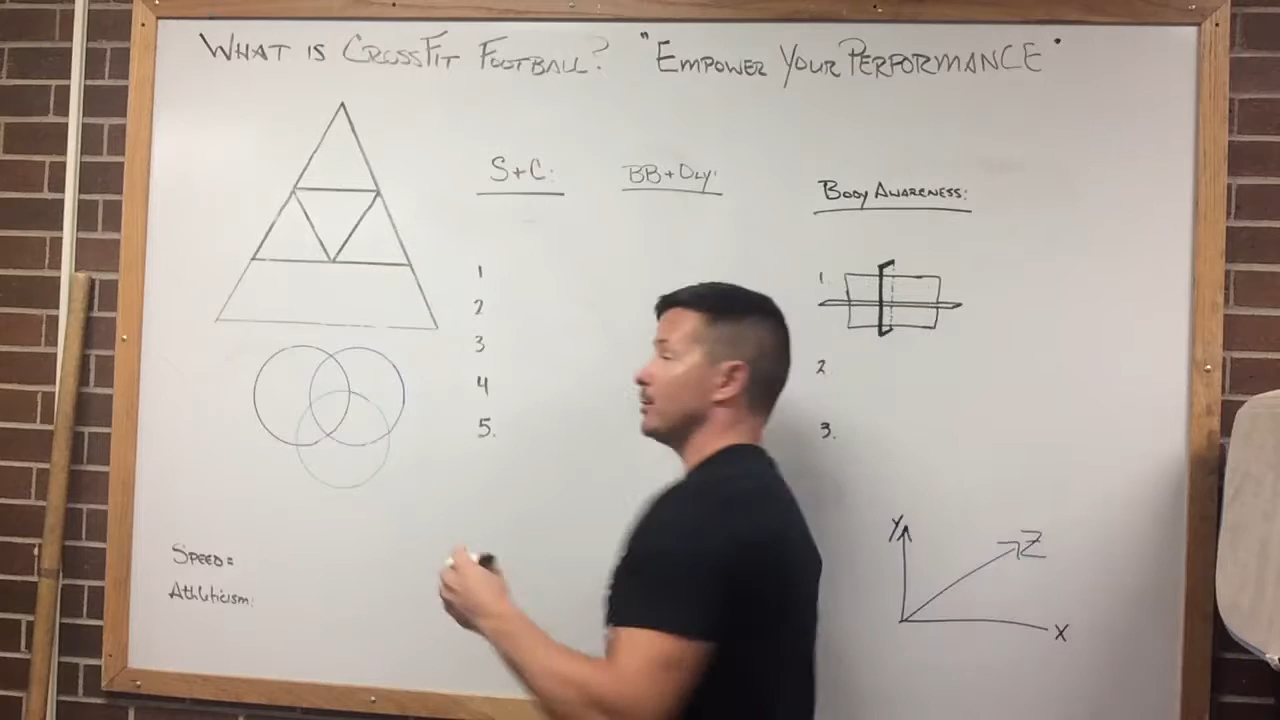 WHAT IS CROSSFIT FOOTBALL? "EMPOWER YOUR PERFORMANCE"
S+C:
1
2
3
4
5.
BB+OLY:
BODY AWARENESS:
1.
2
3.
SPEED=
Athleticism:
Y
Z
X